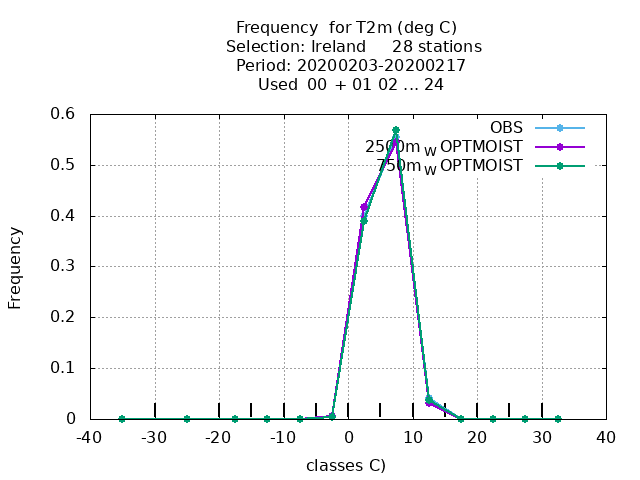 Frequency  for T2m (deg C)
Selection: Ireland     28 stations
Period: 20200203-20200217
Used  00  + 01 02 ... 24
OBS
2500m W OPTMOIST
750m W OPTMOIST
Frequency
0.6
0.5
0.4
0.3
0.2
0.1
0
-40 -30 -20 -10 0 10 20 30 40
classes C)